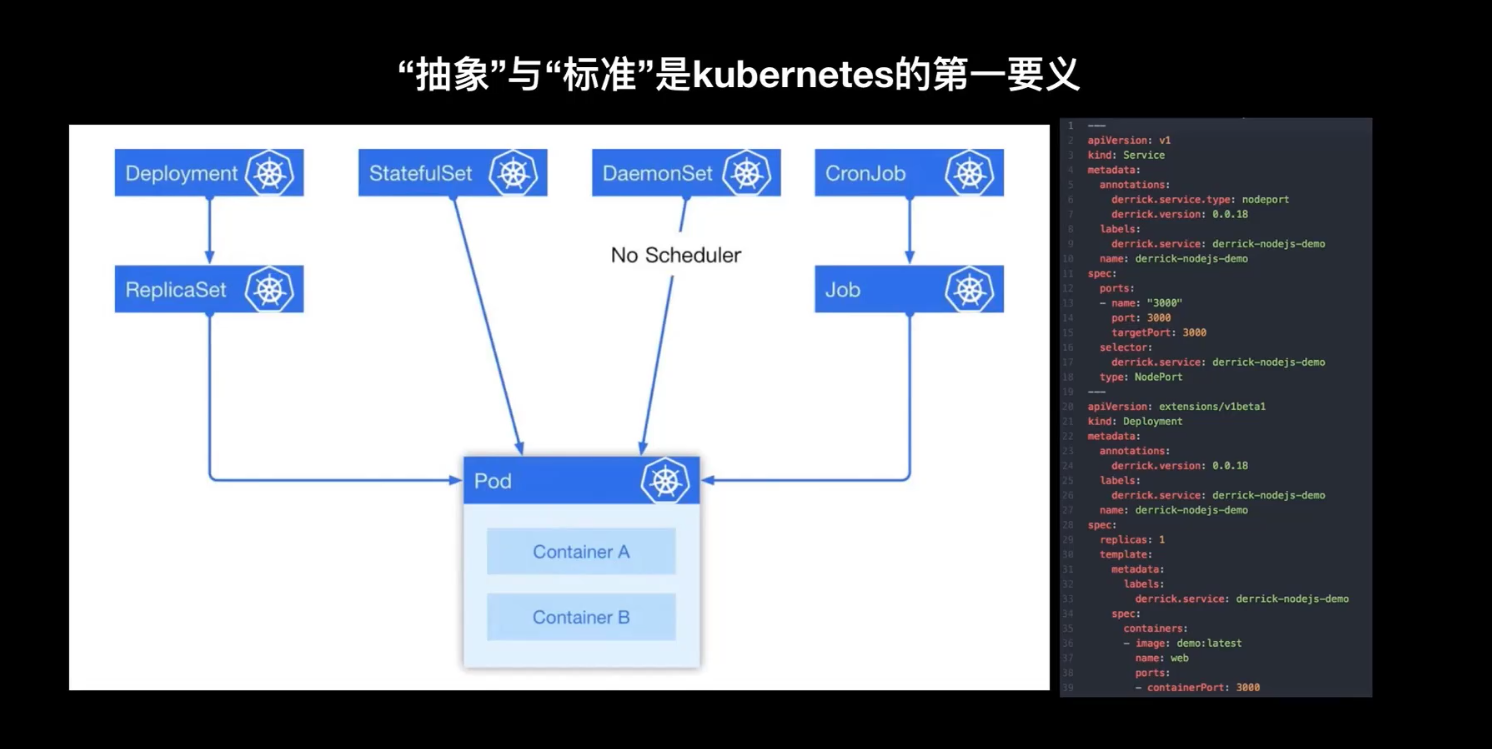 “抽象”与“标准”是kubernetes的第一要义
Deployment
StatefulSet
DaemonSet
CronJob
No Scheduler
ReplicaSet
Job
Pod
Container A
Container B
1 ---
2 apiVersion: v1
3 kind: Service
4 metadata:
5 annotations:
6 derrick.service.type: nodeport
7 derrick.version: 0.0.18
8 labels:
9 derrick.service: derrick-nodejs-demo
10 name: derrick-nodejs-demo
11 spec:
12 ports:
13 - name: "3000"
14 port: 3000
15 targetPort: 3000
16 selector:
17 derrick.service: derrick-nodejs-demo
18 type: NodePort
19 ---
20 apiVersion: extensions/v1beta1
21 kind: Deployment
22 metadata:
23 annotations:
24 derrick.version: 0.0.18
25 labels:
26 derrick.service: derrick-nodejs-demo
27 name: derrick-nodejs-demo
28 spec:
29 replicas: 1
30 template:
31 metadata:
32 labels:
33 derrick.service: derrick-nodejs-demo
34 spec:
35 containers:
36 - image: demo:latest
37 name: web
38 ports:
39 - containerPort: 3000